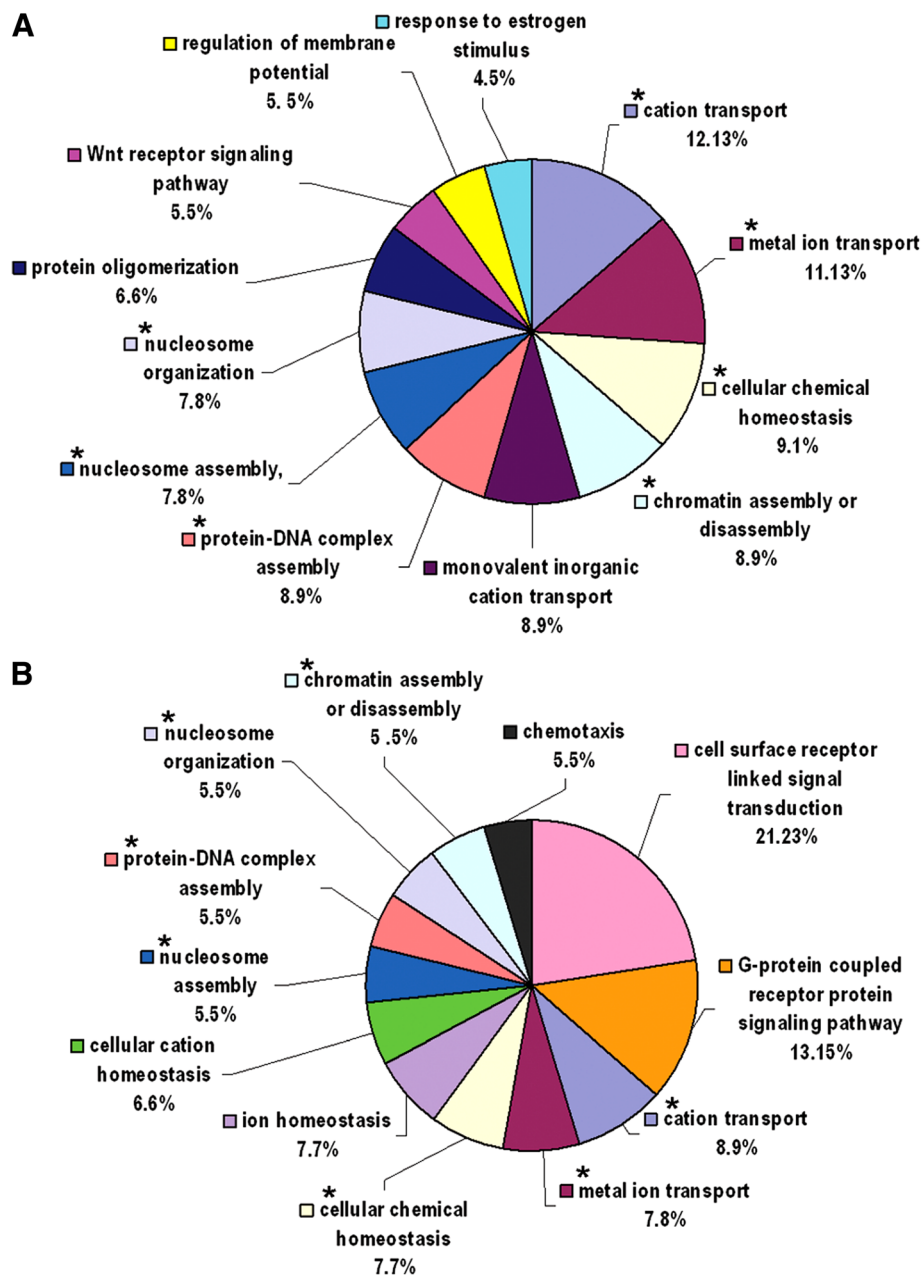 A
response to estrogen
stimulus
4.5%
regulation of membrane
potential
5. 5%
* cation transport
12.13%
Wnt receptor signaling
pathway
5.5%
* metal ion transport
11.13%
protein oligomerization
6.6%
* nucleosome
organization
7.8%
* cellular chemical
homeostasis
9.1%
* nucleosome assembly,
7.8%
* chromatin assembly or
disassembly
8.9%
* protein-DNA complex
assembly
8.9%
monovalent inorganic
cation transport
8.9%
B
* chromatin assembly
or disassembly
5 .5%
* nucleosome
organization
5.5%
chemotaxis
5.5%
cell surface receptor
linked signal
transduction
21.23%
* protein-DNA complex
assembly
5.5%
* nucleosome
assembly
5.5%
G-protein coupled
receptor protein
signaling pathway
13.15%
cellular cation
homeostasis
6.6%
ion homeostasis
7.7%
* cation transport
8.9%
* metal ion transport
7.8%
* cellular chemical
homeostasis
7.7%